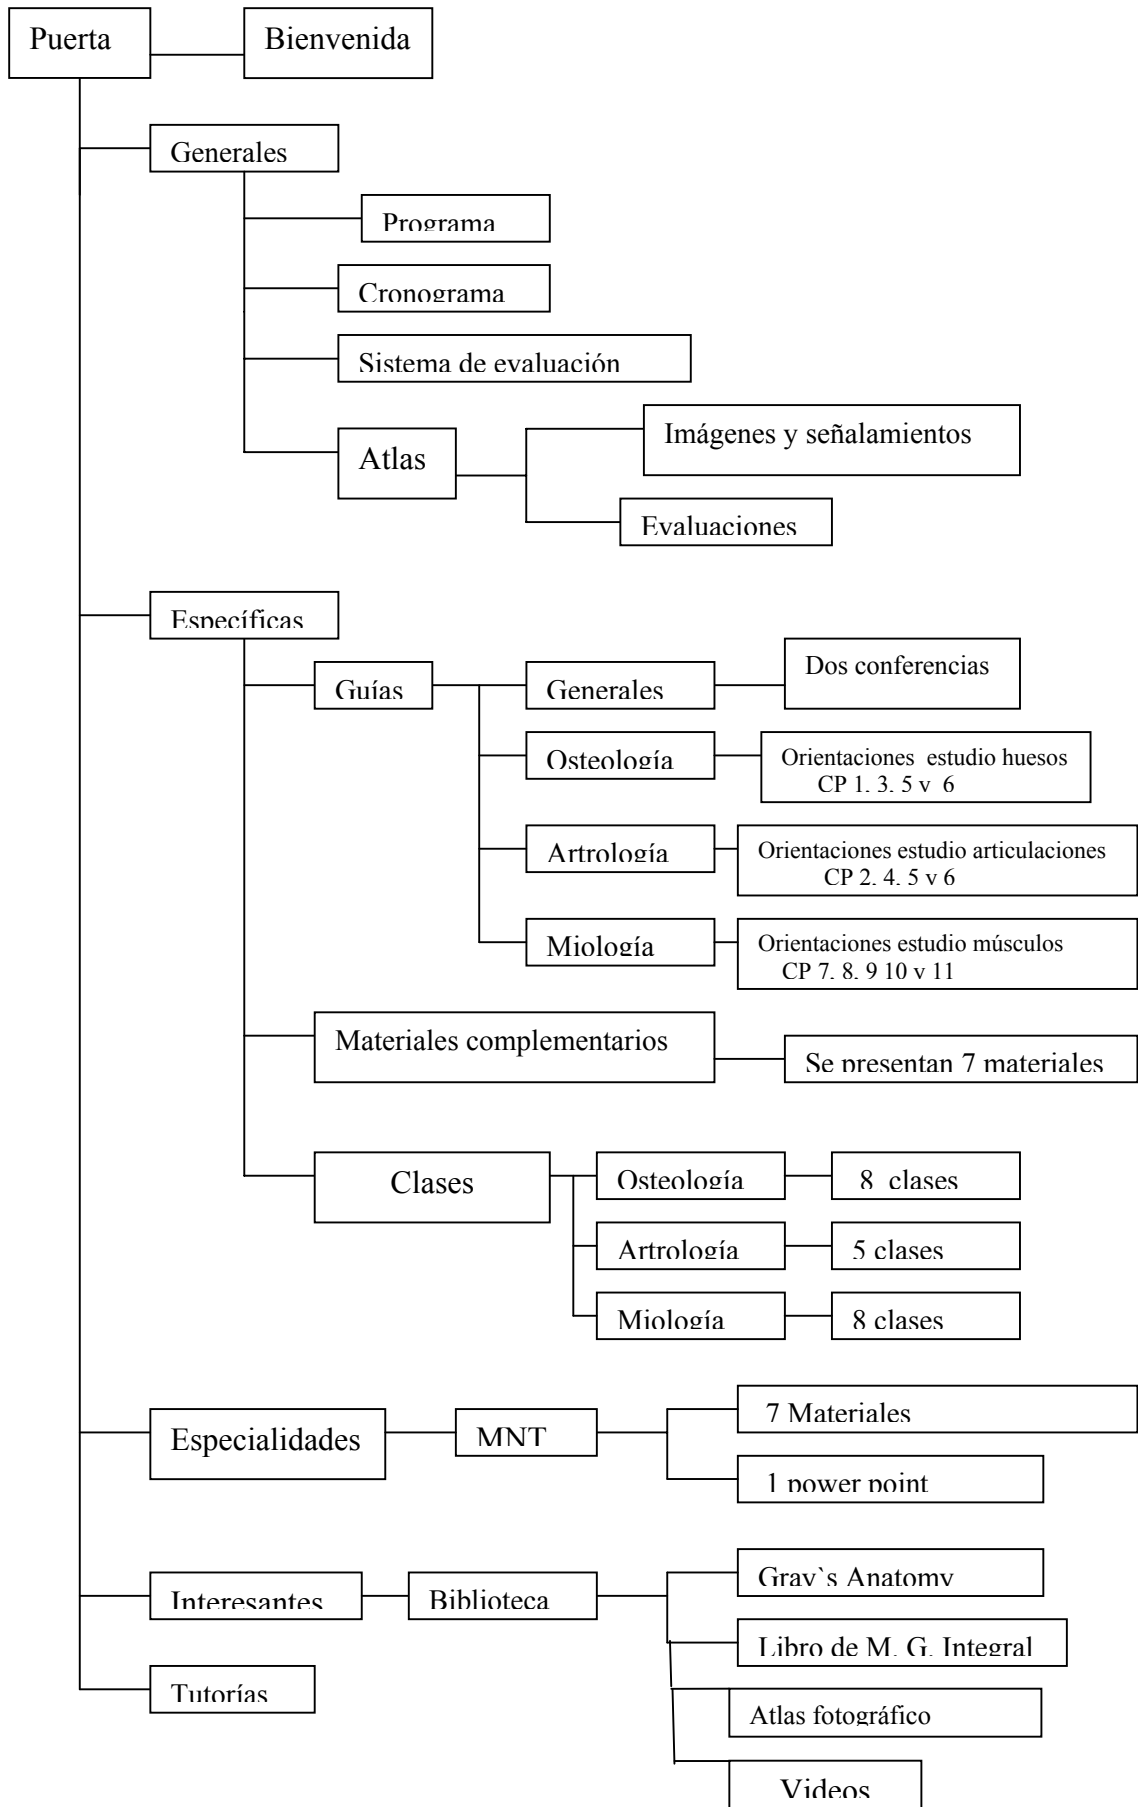 Puerta
Bienvenida
Generales
Programa
Cronograma
Sistema de evaluación
Atlas
Imágenes y señalamientos
Evaluaciones
Específicas
Guías
Generales
Dos conferencias
Osteología
Orientaciones estudio huesos
CP 1, 3, 5 y 6
Artrología
Orientaciones estudio articulaciones
CP 2, 4, 5 y 6
Miología
Orientaciones estudio músculos
CP 7, 8, 9 10 y 11
Materiales complementarios
Se presentan 7 materiales
Clases
Osteología
8 clases
Artrología
5 clases
Miología
8 clases
Especialidades
MNT
7 Materiales
1 power point
Interesantes
Biblioteca
Gray`s Anatomy
Libro de M. G. Integral
Tutorías
Atlas fotográfico
Videos